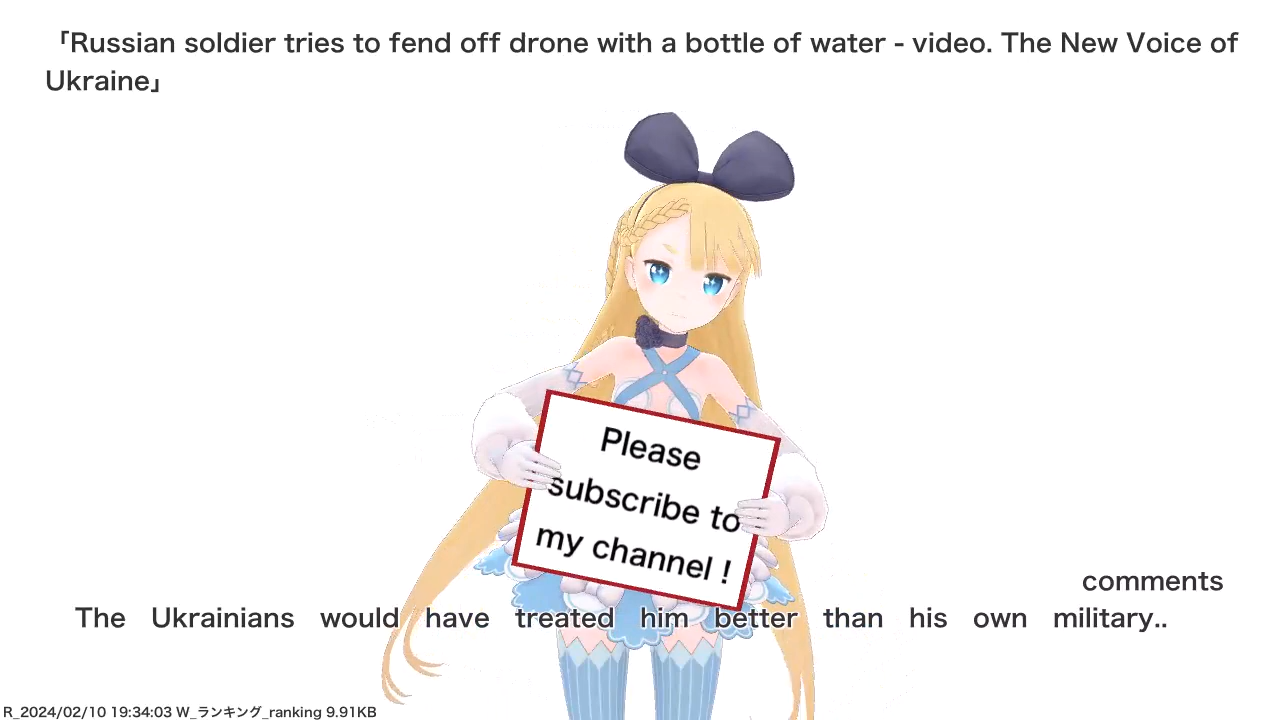 「Russian soldier tries to fend off drone with a bottle of water - video. The New Voice of
Ukraine」
Please
subscribe to
my channel !
comments
The Ukrainians would have treated him better than his own military..
R_2024/02/10 19:34:03 W_ランキング_ranking 9.91KB